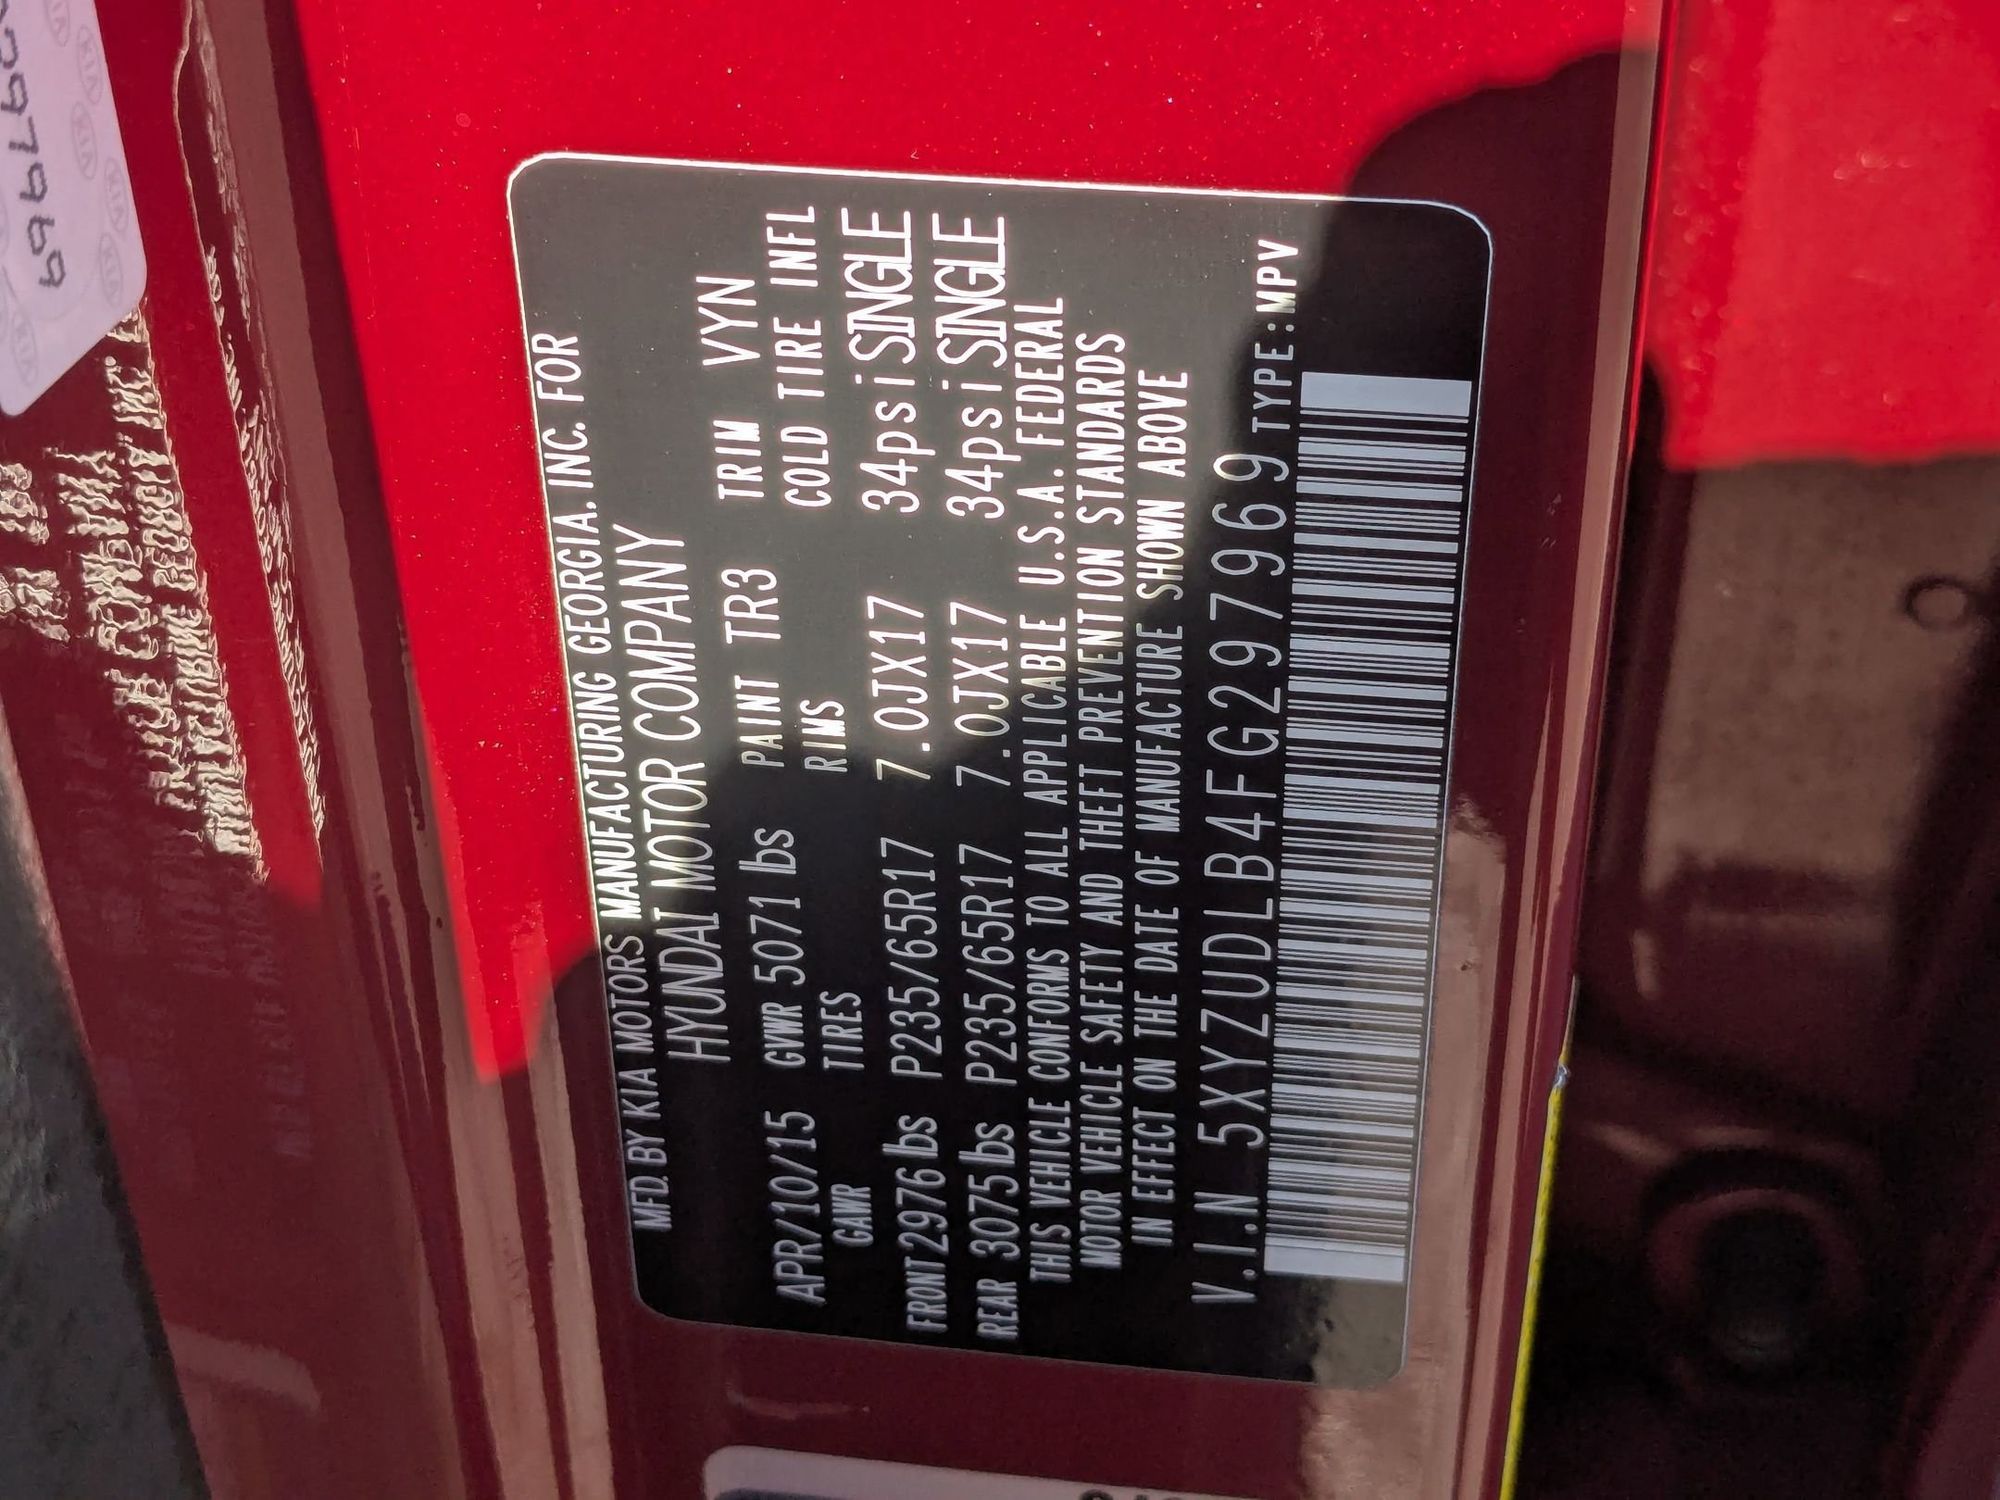 297969
KIA
MFD. BY KIA MOTORS MANUFACTURING GEORGIA. INC. FOR
HYUNDAI MOTOR COMPANY
APR/10/15 GVWR 5071 lbs PAINT TR3 TRIM VYN
GAWR TIRES RIMS COLD TIRE INFL
FRONT 2976 lbs P235/65R17 7.0JX17 34psi SINGLE
REAR 3075 lbs P235/65R17 7.0JX17 34psi SINGLE
THIS VEHICLE CONFORMS TO ALL APPLICABLE U.S.A. FEDERAL
MOTOR VEHICLE SAFETY AND THEFT PREVENTION STANDARDS
IN EFFECT ON THE DATE OF MANUFACTURE SHOWN ABOVE
V.I.N 5XYZUDLB4FG297969 TYPE:MPV